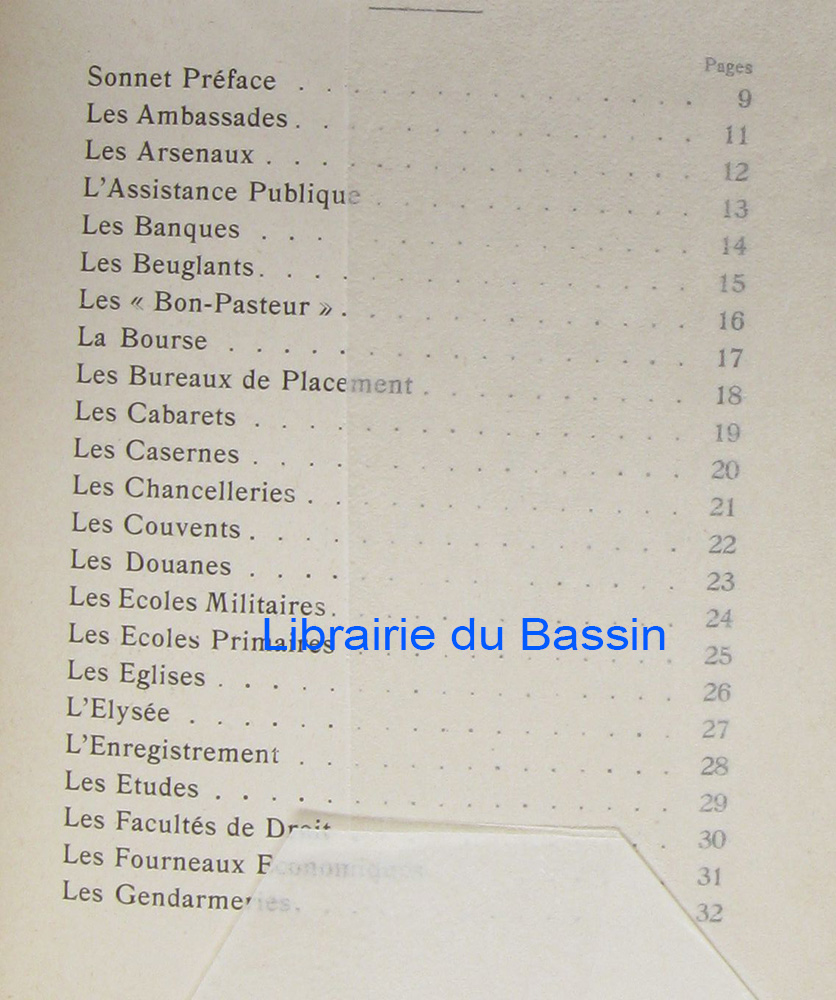 Pages
Sonnet Préface . . . . . . . . . . . . . . . 9
Les Ambassades . . . . . . . . . . . . . . . 11
Les Arsenaux . . . . . . . . . . . . . . . . 12
L'Assistance Publique . . . . . . . . . . . . 13
Les Banques . . . . . . . . . . . . . . . . 14
Les Beuglants . . . . . . . . . . . . . . . . 15
Les « Bon-Pasteur » . . . . . . . . . . . . . 16
La Bourse . . . . . . . . . . . . . . . . . 17
Les Bureaux de Placement . . . . . . . . . . 18
Les Cabarets . . . . . . . . . . . . . . . . 19
Les Casernes . . . . . . . . . . . . . . . . 20
Les Chancelleries . . . . . . . . . . . . . . 21
Les Couvents . . . . . . . . . . . . . . . . 22
Les Douanes . . . . . . . . . . . . . . . . 23
Les Ecoles Militaires . . . . . . . . . . . . . 24
Les Ecoles Primaires . . . . . . . . . . . . . 25
Librairie du Bassin
Les Eglises . . . . . . . . . . . . . . . . . 26
L'Elysée . . . . . . . . . . . . . . . . . . 27
L'Enregistrement . . . . . . . . . . . . . . 28
Les Etudes . . . . . . . . . . . . . . . . . 29
Les Facultés de Droit . . . . . . . . . . . . 30
Les Fourneaux Economiques . . . . . . . . . 31
Les Gendarmeries . . . . . . . . . . . . . . 32